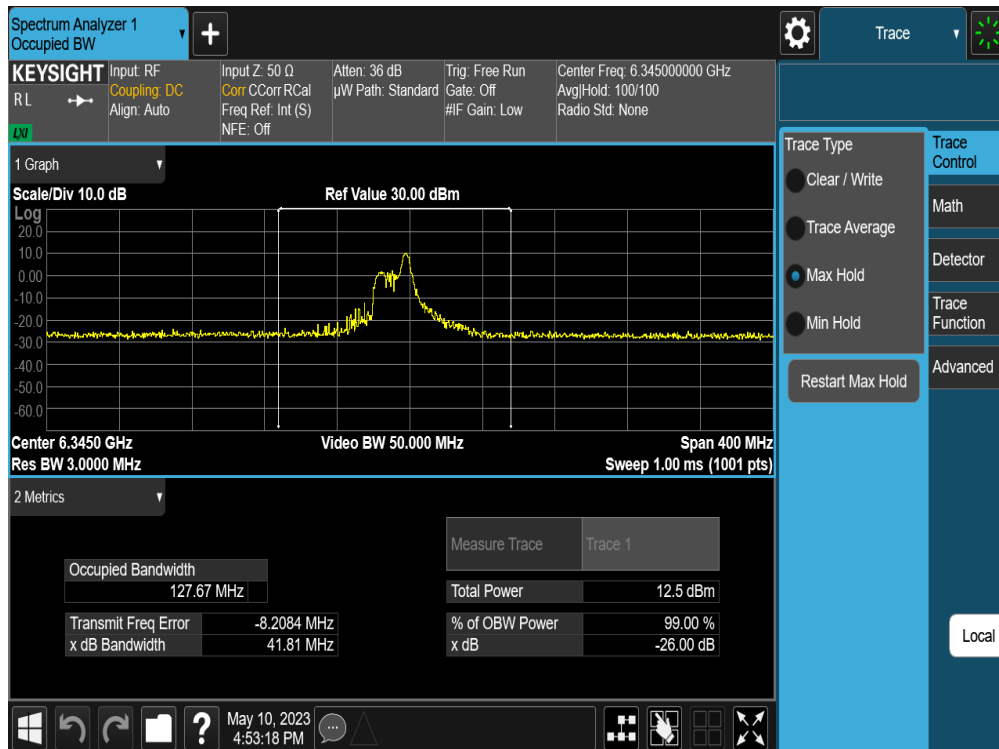 Spectrum Analyzer 1
Occupied BW
Trace
KEYSIGHT
RL
LXI
Input: RF
Coupling: DC
Align: Auto
Input Z: 50 Ω
Corr CCorr RCal
Freq Ref: Int (S)
NFE: Off
Atten: 36 dB
µW Path: Standard
Trig: Free Run
Gate: Off
#IF Gain: Low
Center Freq: 6.345000000 GHz
Avg|Hold: 100/100
Radio Std: None
1 Graph
Scale/Div 10.0 dB
Ref Value 30.00 dBm
Log
20.0
10.0
0.00
-10.0
-20.0
-30.0
-40.0
-50.0
-60.0
Center 6.3450 GHz
Video BW 50.000 MHz
Span 400 MHz
Res BW 3.0000 MHz
Sweep 1.00 ms (1001 pts)
2 Metrics
Measure Trace
Trace 1
Occupied Bandwidth
127.67 MHz
Total Power
12.5 dBm
Transmit Freq Error
-8.2084 MHz
% of OBW Power
99.00 %
x dB Bandwidth
41.81 MHz
x dB
-26.00 dB
Trace Type
Clear / Write
Trace Average
Max Hold
Min Hold
Restart Max Hold
Trace
Control
Math
Detector
Trace
Function
Advanced
Local
?
May 10, 2023
4:53:18 PM